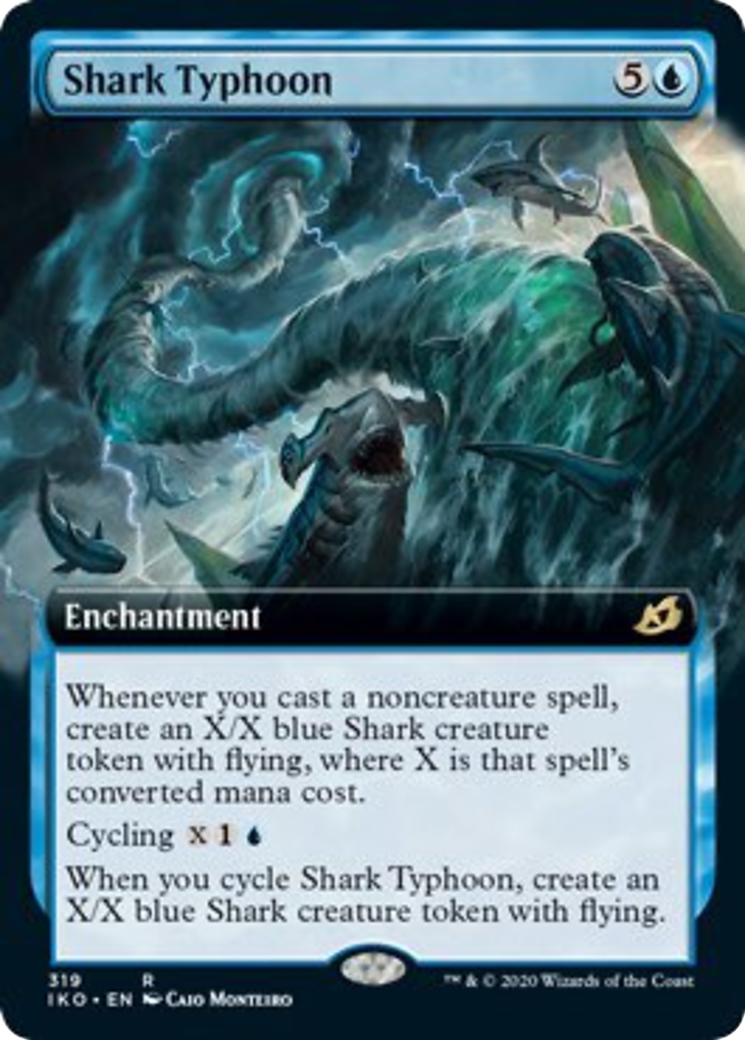 Shark Typhoon 5
Enchantment
Whenever you cast a noncreature spell,
create an X/X blue Shark creature
token with flying, where X is that spell's
converted mana cost.
Cycling X 1
When you cycle Shark Typhoon, create an
X/X blue Shark creature token with flying.
319 R ™ & © 2020 Wizards of the Coast
IKO • EN Caio Monteiro